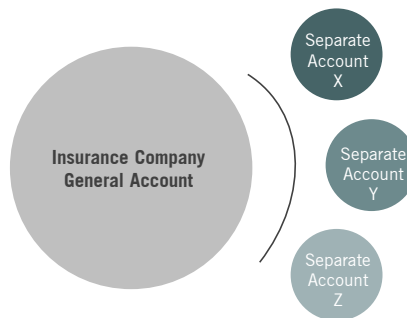 Insurance Company
General Account
Separate
Account
X
Separate
Account
Y
Separate
Account
Z